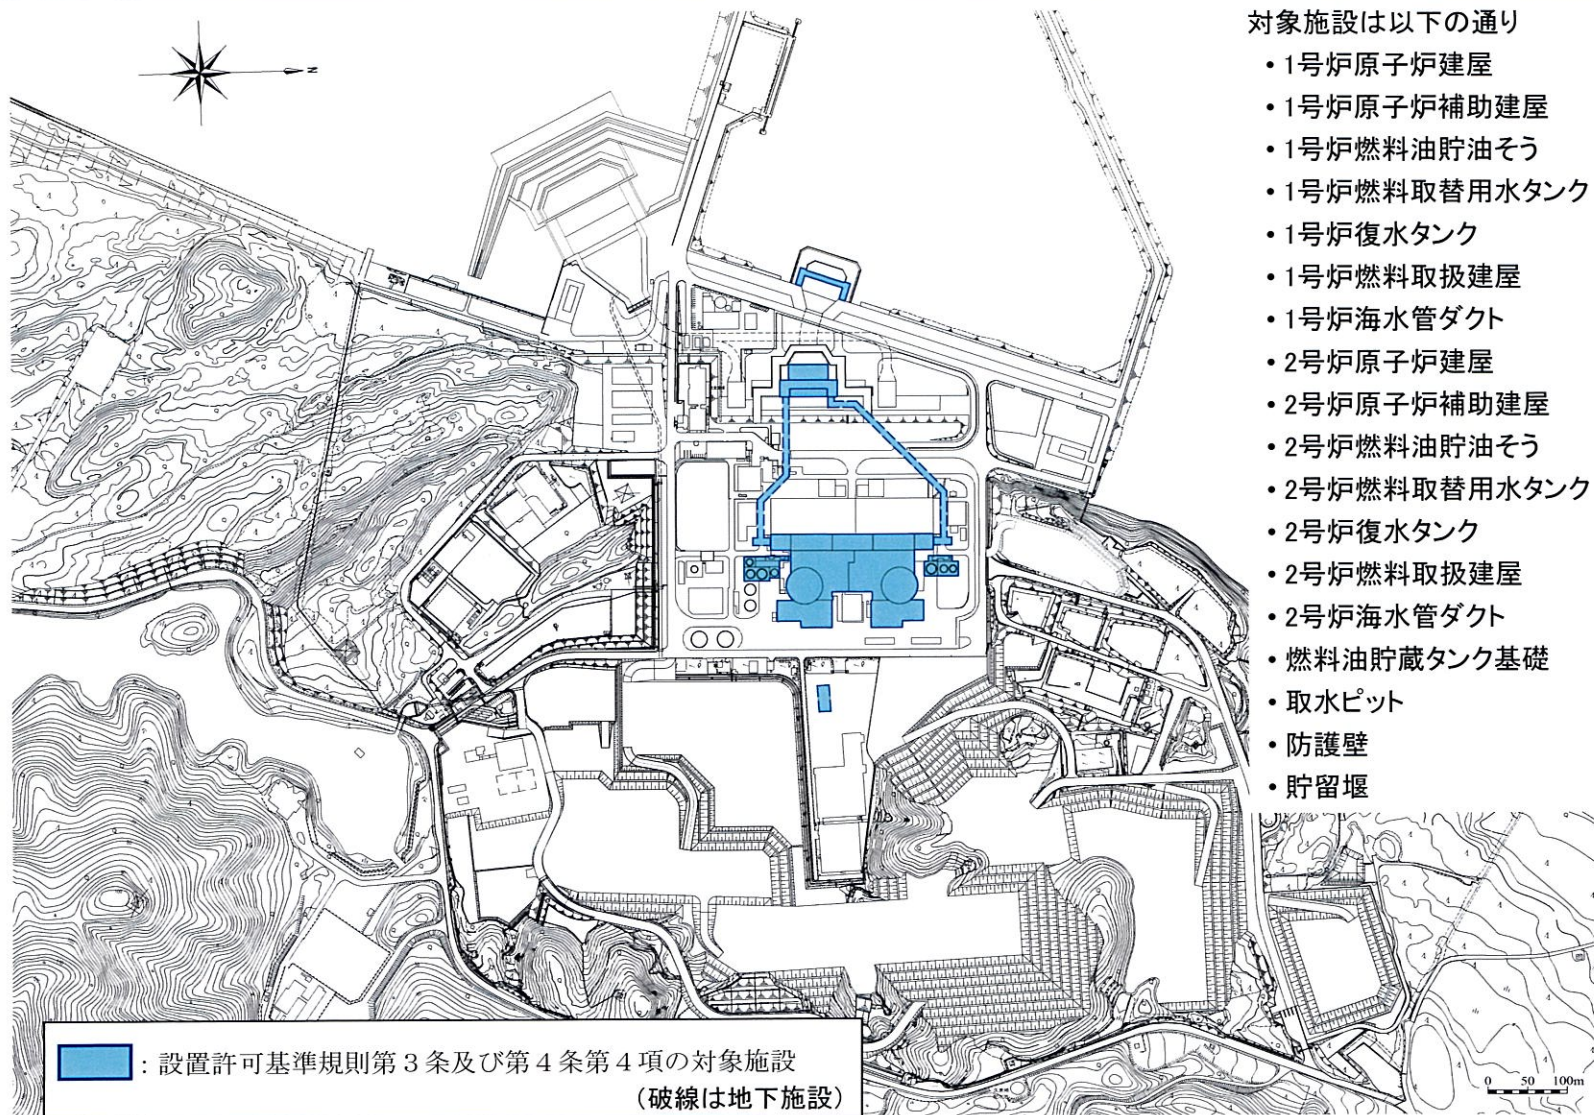 対象施設は以下の通り
• 1号炉原子炉建屋
• 1号炉原子炉補助建屋
• 1号炉燃料油貯油そう
• 1号炉燃料取替用水タンク
• 1号炉復水タンク
• 1号炉燃料取扱建屋
• 1号炉海水管ダクト
• 2号炉原子炉建屋
• 2号炉原子炉補助建屋
• 2号炉燃料油貯油そう
• 2号炉燃料取替用水タンク
• 2号炉復水タンク
• 2号炉燃料取扱建屋
• 2号炉海水管ダクト
• 燃料油貯蔵タンク基礎
• 取水ピット
• 防護壁
• 貯留堰
N
：設置許可基準規則第３条及び第４条第４項の対象施設
(破線は地下施設)
0 50 100m